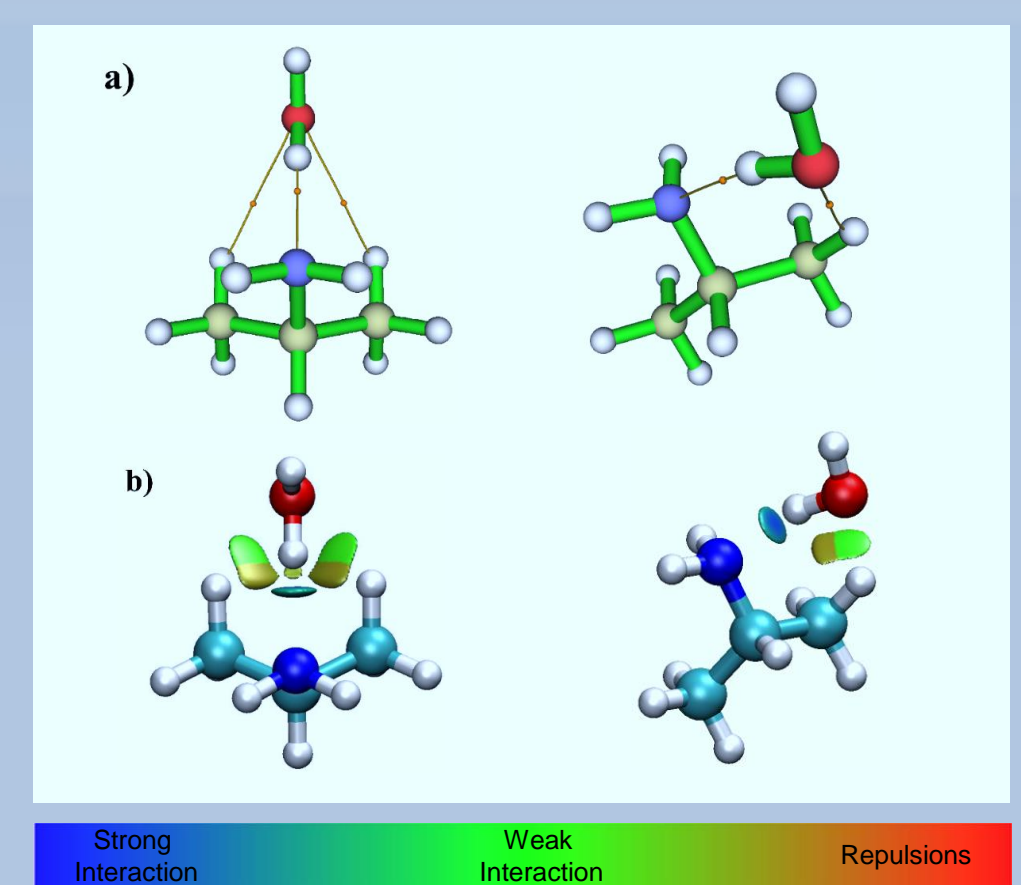 a)
b)
Strong
Interaction
Weak
Interaction
Repulsions